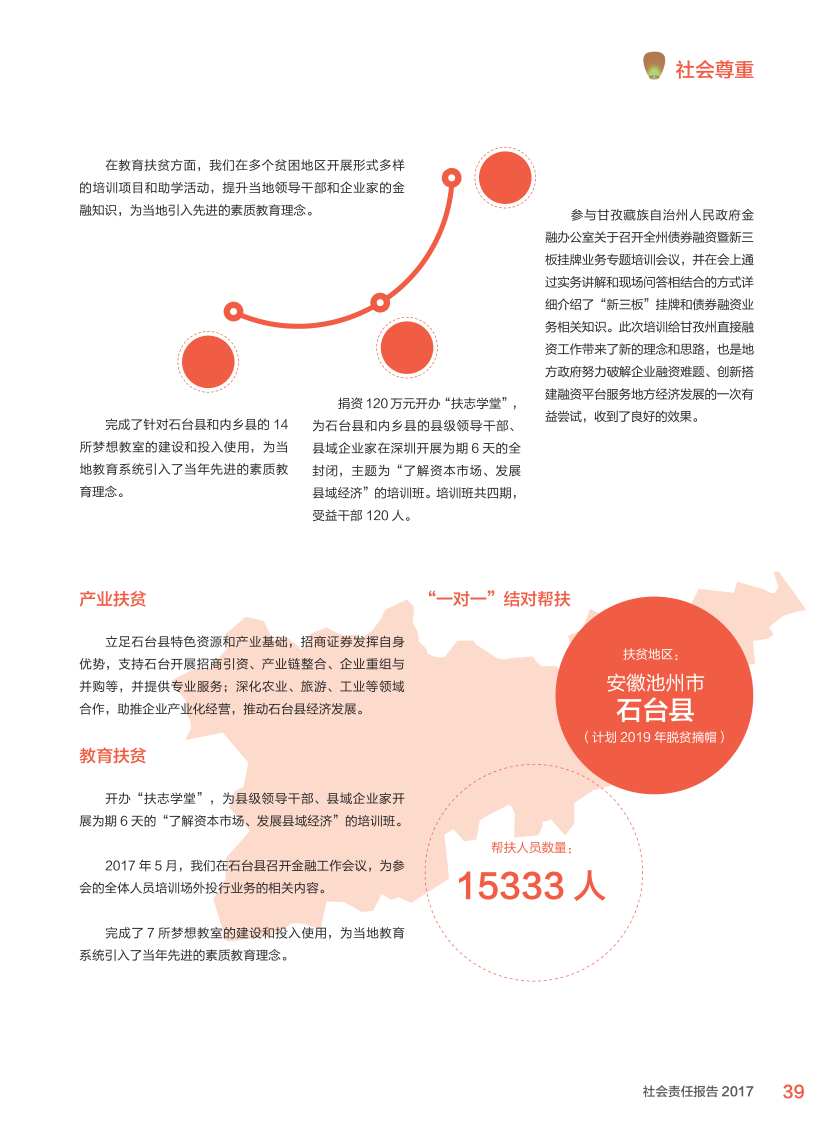 社会尊重
在教育扶贫方面，我们在多个贫困地区开展形式多样
的培训项目和助学活动，提升当地领导干部和企业家的金
融知识，为当地引入先进的素质教育理念。
完成了针对石台县和内乡县的 14
所梦想教室的建设和投入使用，为当
地教育系统引入了当年先进的素质教
育理念。
捐资 120 万元开办“扶志学堂”，
为石台县和内乡县的县级领导干部、
县域企业家在深圳开展为期 6 天的全
封闭，主题为“了解资本市场、发展
县域经济”的培训班。培训班共四期，
受益干部 120 人。
参与甘孜藏族自治州人民政府金
融办公室关于召开全州债券融资暨新三
板挂牌业务专题培训会议，并在会上通
过实务讲解和现场问答相结合的方式详
细介绍了“新三板”挂牌和债券融资业
务相关知识。此次培训给甘孜州直接融
资工作带来了新的理念和思路，也是地
方政府努力破解企业融资难题、创新搭
建融资平台服务地方经济发展的一次有
益尝试，收到了良好的效果。
产业扶贫
立足石台县特色资源和产业基础，招商证券发挥自身
优势，支持石台开展招商引资、产业链整合、企业重组与
并购等，并提供专业服务；深化农业、旅游、工业等领域
合作，助推企业产业化经营，推动石台县经济发展。
教育扶贫
开办“扶志学堂”，为县级领导干部、县域企业家开
展为期 6 天的“了解资本市场、发展县域经济”的培训班。
2017 年 5 月，我们在石台县召开金融工作会议，为参
会的全体人员培训场外投行业务的相关内容。
完成了 7 所梦想教室的建设和投入使用，为当地教育
系统引入了当年先进的素质教育理念。
“一对一”结对帮扶
扶贫地区：
安徽池州市
石台县
（计划 2019 年脱贫摘帽）
帮扶人员数量：
15333 人
社会责任报告 2017 39